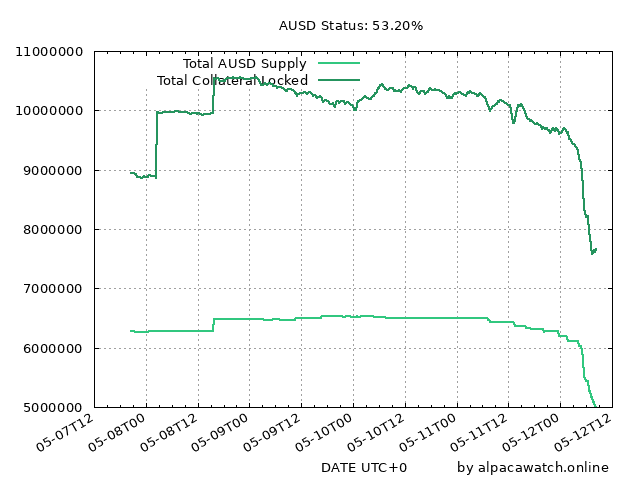 AUSD Status: 53.20%
11000000
10000000
9000000
8000000
7000000
6000000
5000000
Total AUSD Supply
Total Collateral Locked
05-07T12
05-08T00
05-08T12
05-09T00
05-09T12
05-10T00
05-10T12
05-11T00
05-11T12
05-12T00
05-12T12
DATE UTC+0
by alpacawatch.online